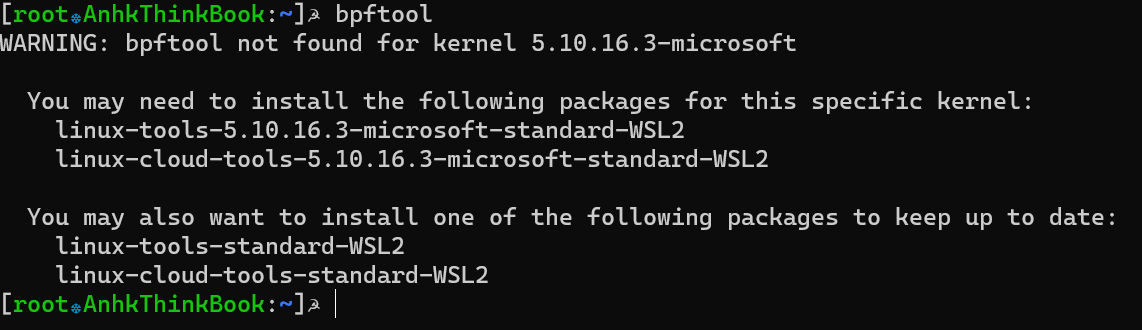 [root❁AnhkThinkBook:~]☭ bpftool
WARNING: bpftool not found for kernel 5.10.16.3-microsoft
You may need to install the following packages for this specific kernel:
linux-tools-5.10.16.3-microsoft-standard-WSL2
linux-cloud-tools-5.10.16.3-microsoft-standard-WSL2
You may also want to install one of the following packages to keep up to date:
linux-tools-standard-WSL2
linux-cloud-tools-standard-WSL2
[root❁AnhkThinkBook:~]☭